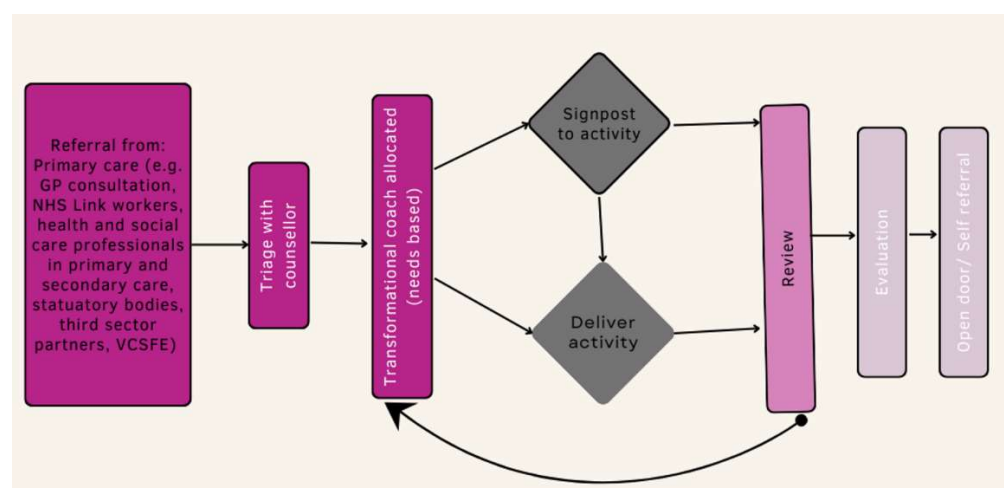 Referral from:
Primary care (e.g.
GP consultation,
NHS Link workers,
health and social
care professionals
in primary and
secondary care,
statuatory bodies,
third sector
partners, VCSFE)
Triage with
counsellor
Transformational coach allocated
(needs based)
Signpost
to activity
Deliver
activity
Review
Evaluation
Open door/ Self referral